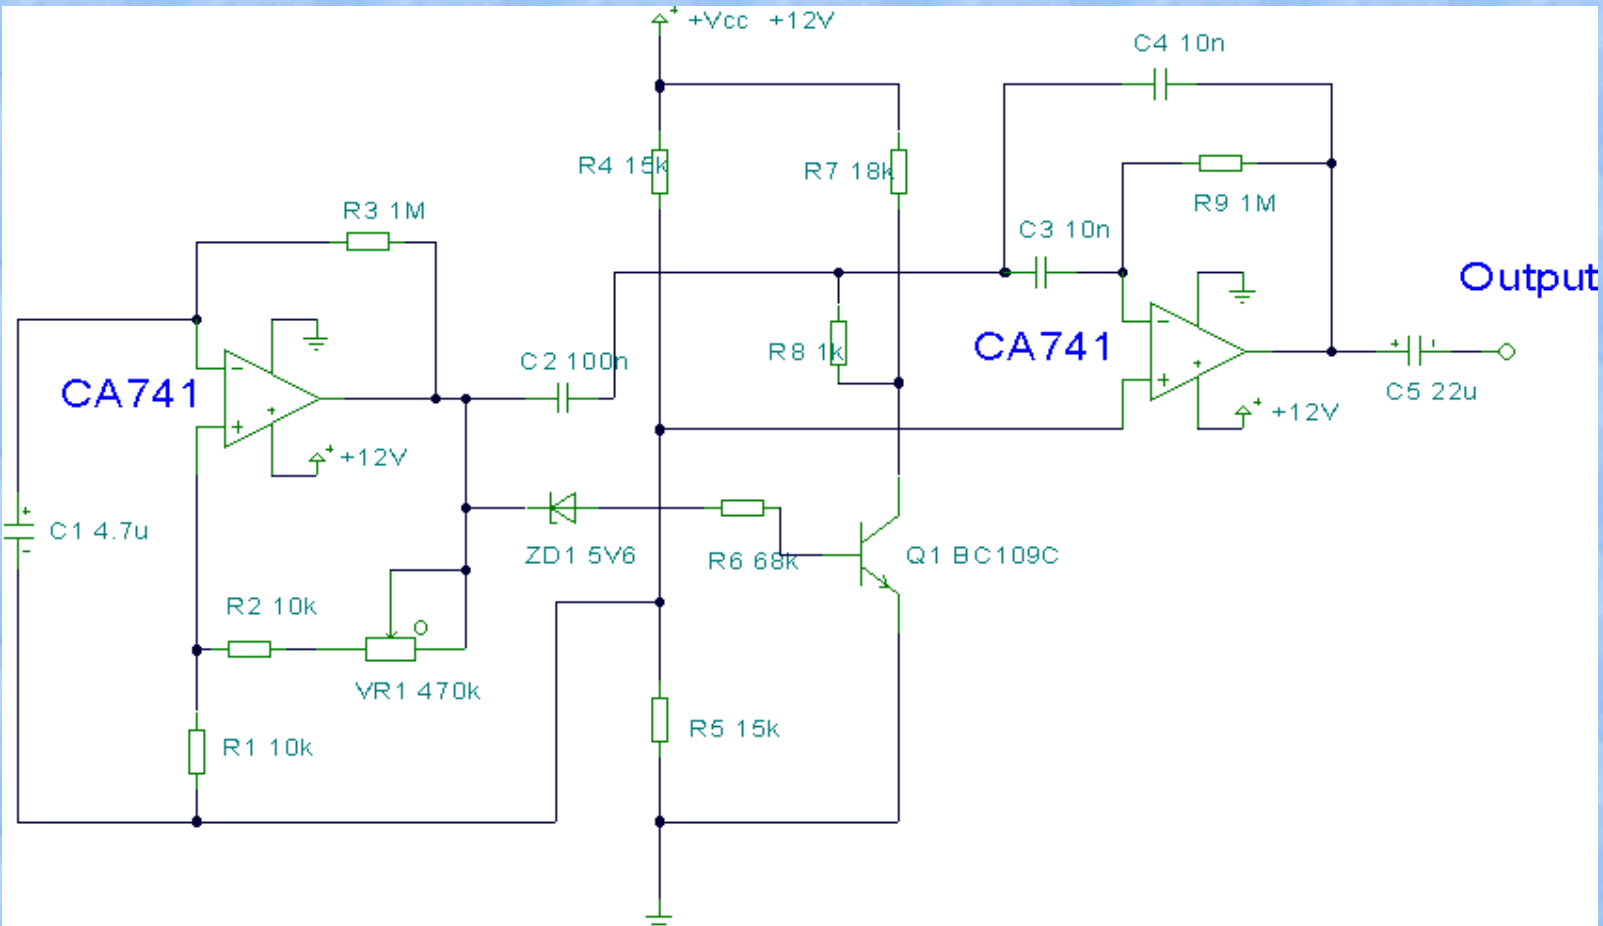 +Vcc +12V
C4 10n
R4 15k
R7 18k
R9 1M
R3 1M
C3 10n
Output
CA741
R8 1k
C2 100n
CA741
C5 22u
+12V
+12V
C1 4.7u
ZD1 5V6
R6 68k
Q1 BC109C
R2 10k
VR1 470k
R5 15k
R1 10k